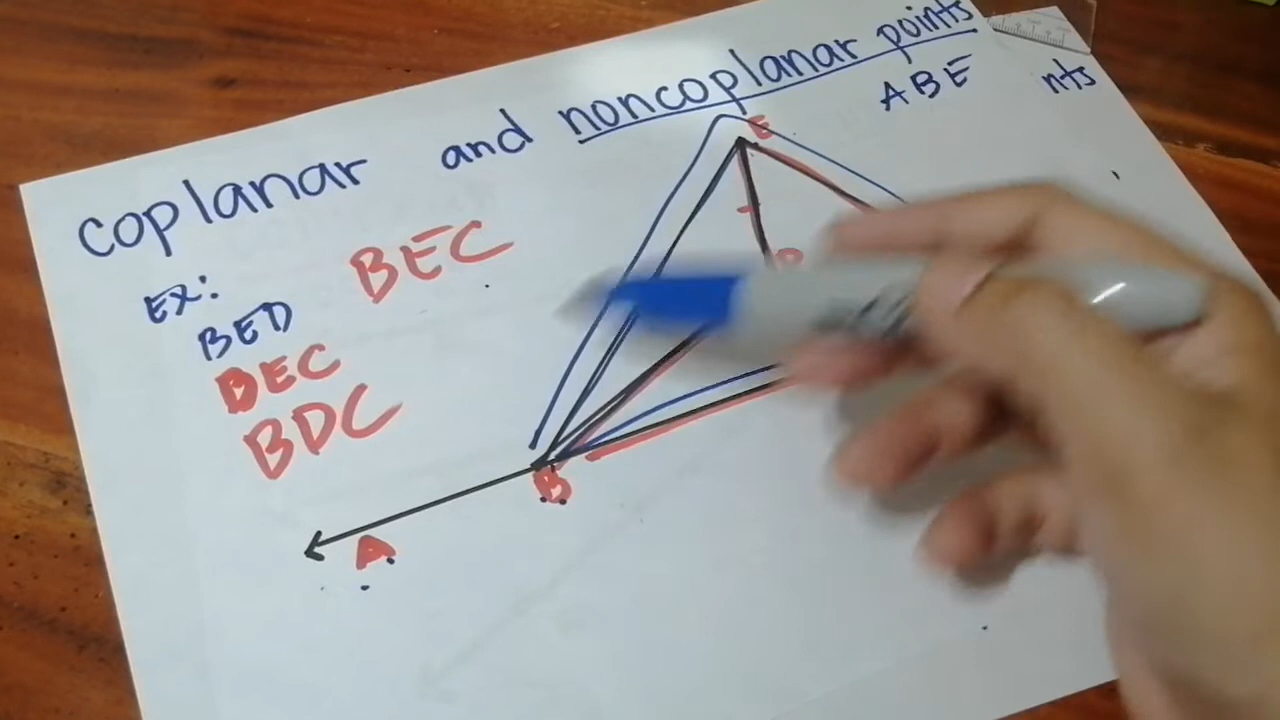 coplanar and noncoplanar points
ABE nts
EX: BEC
BED
DEC
BDC
E
D
B
A